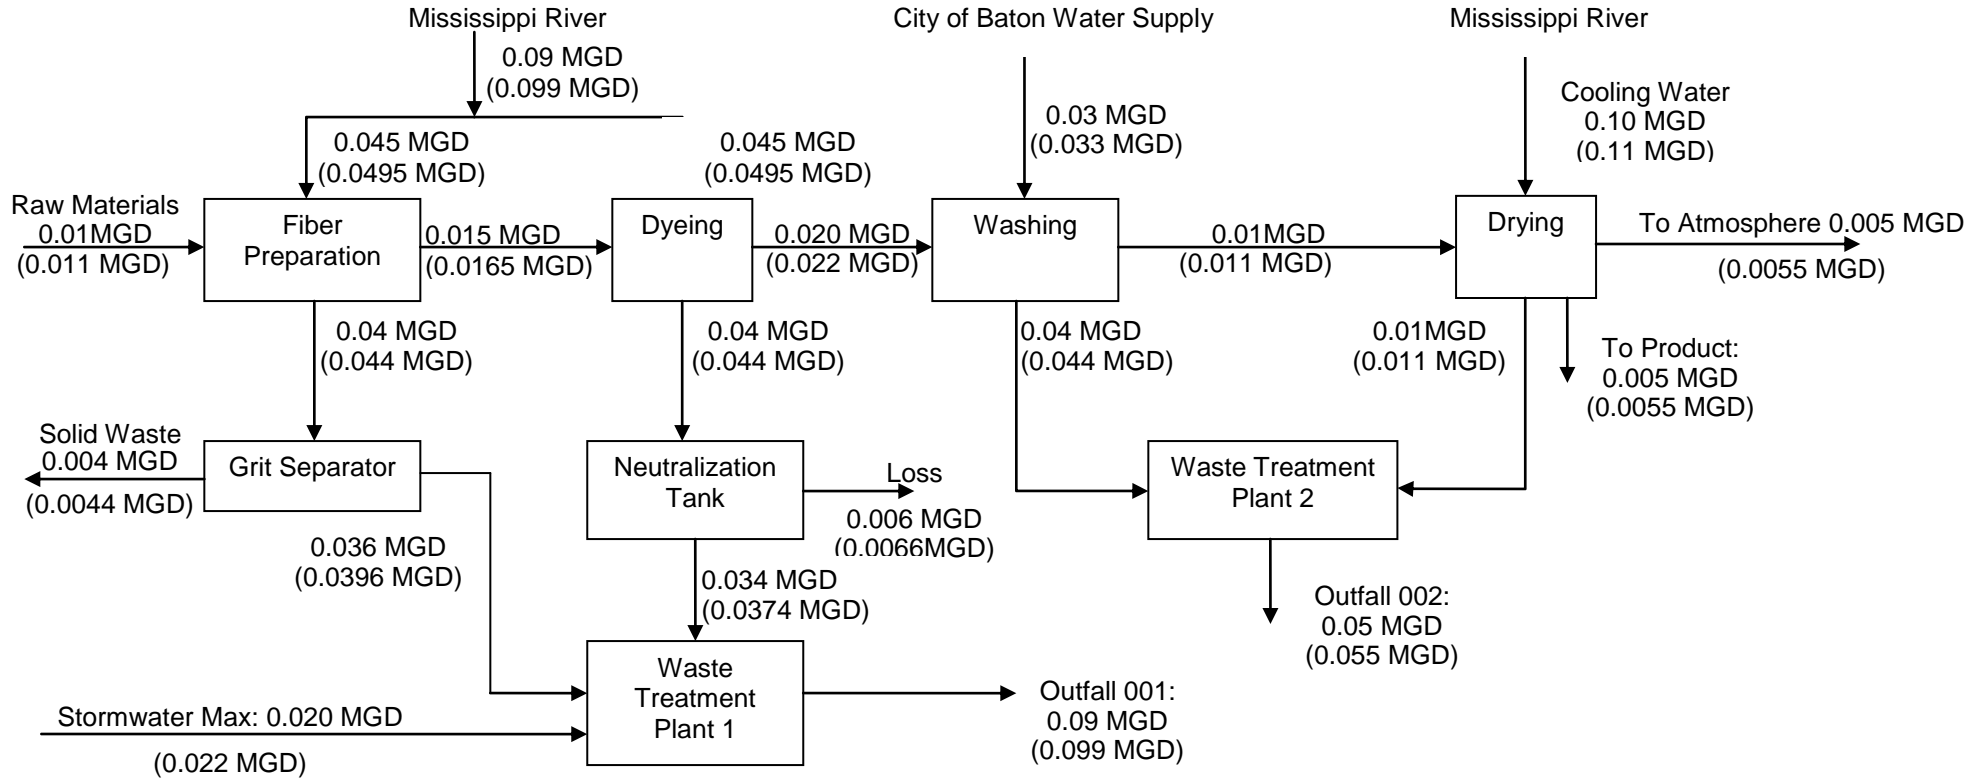 Mississippi River
0.09 MGD
(0.099 MGD)
City of Baton Water Supply
0.03 MGD
(0.033 MGD)
Mississippi River
Cooling Water
0.10 MGD
(0.11 MGD)
0.045 MGD
(0.0495 MGD)
0.045 MGD
(0.0495 MGD)
Raw Materials
0.01MGD
(0.011 MGD)
Fiber
Preparation
0.015 MGD
(0.0165 MGD)
Dyeing
0.020 MGD
(0.022 MGD)
Washing
0.01MGD
(0.011 MGD)
Drying
To Atmosphere 0.005 MGD
(0.0055 MGD)
0.04 MGD
(0.044 MGD)
0.04 MGD
(0.044 MGD)
0.04 MGD
(0.044 MGD)
0.01MGD
(0.011 MGD)
To Product:
0.005 MGD
(0.0055 MGD)
Solid Waste
0.004 MGD
(0.0044 MGD)
Grit Separator
Neutralization
Tank
Loss
0.006 MGD
(0.0066MGD)
Waste Treatment
Plant 2
0.036 MGD
(0.0396 MGD)
0.034 MGD
(0.0374 MGD)
Outfall 002:
0.05 MGD
(0.055 MGD)
Waste
Treatment
Plant 1
Stormwater Max: 0.020 MGD
(0.022 MGD)
Outfall 001:
0.09 MGD
(0.099 MGD)